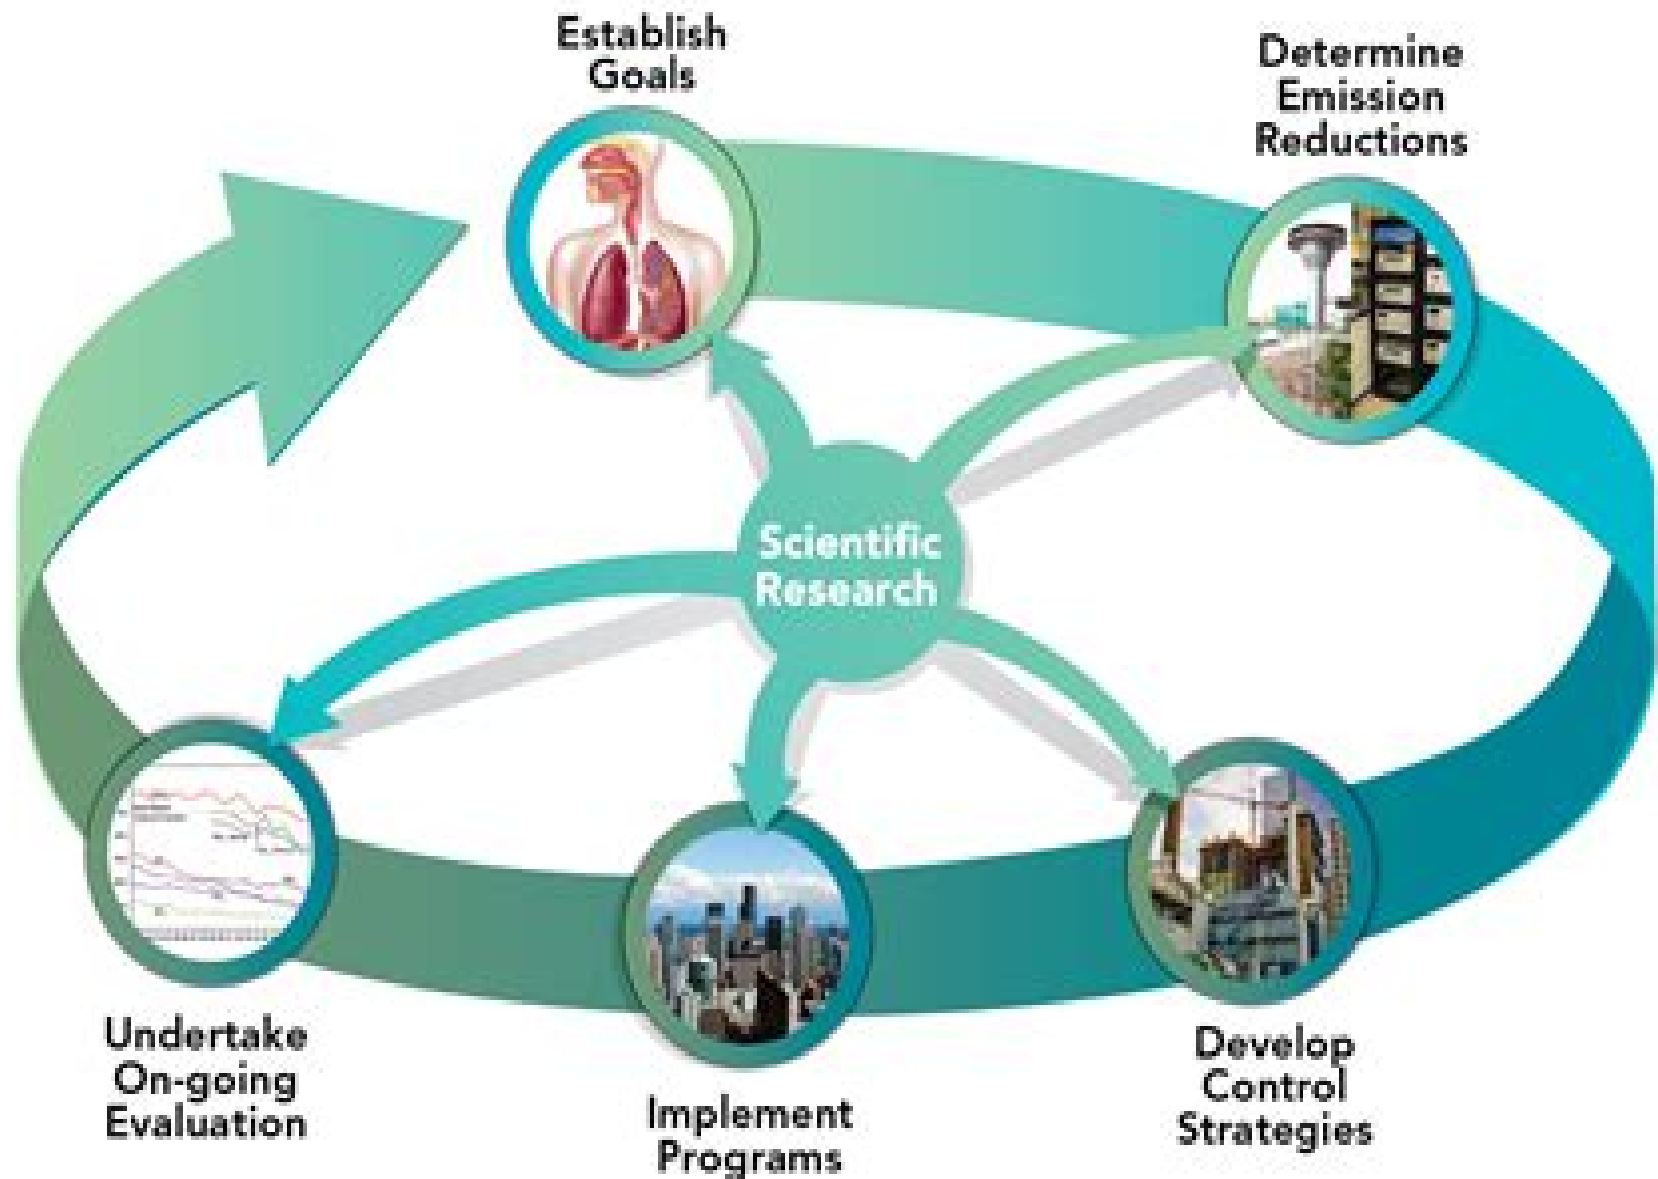 Establish
Goals
Determine
Emission
Reductions
Scientific
Research
Undertake
On-going
Evaluation
Implement
Programs
Develop
Control
Strategies